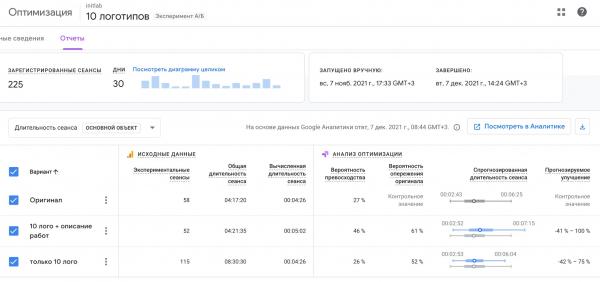 Оптимизация
initlab
10 логотипов
Эксперимент A/Б
ные сведения
Отчеты
ЗАРЕГИСТРИРОВАННЫЕ СЕАНСЫ
225
ДНИ
30
Посмотреть диаграмму целиком
ЗАПУЩЕНО ВРУЧНУЮ:
вс, 7 нояб. 2021 г., 17:33 GMT+3
ЗАВЕРШЕНО:
вт, 7 дек. 2021 г., 14:24 GMT+3
Длительность сеанса ОСНОВНОЙ ОБЪЕКТ
На основе данных Google Аналитики отвт, 7 дек. 2021 г., 08:44 GMT+3.
Посмотреть в Аналитике
ИСХОДНЫЕ ДАННЫЕ
АНАЛИЗ ОПТИМИЗАЦИИ
Вариант
Экспериментальные сеансы
Общая длительность сеанса
Вычисленная длительность сеанса
Вероятность превосходства
Вероятность опережения оригинала
Спрогнозированная длительность сеанса
Прогнозируемое улучшение
Оригинал 58 04:17:20 00:04:26 27 % Контрольное значение 00:02:43 00:06:25 Контрольное значение
10 лого + описание работ 52 04:21:35 00:05:02 46 % 61 % 00:02:52 00:07:15 -41 % – 100 %
только 10 лого 115 08:30:30 00:04:26 26 % 52 % 00:02:53 00:06:04 -42 % – 75 %